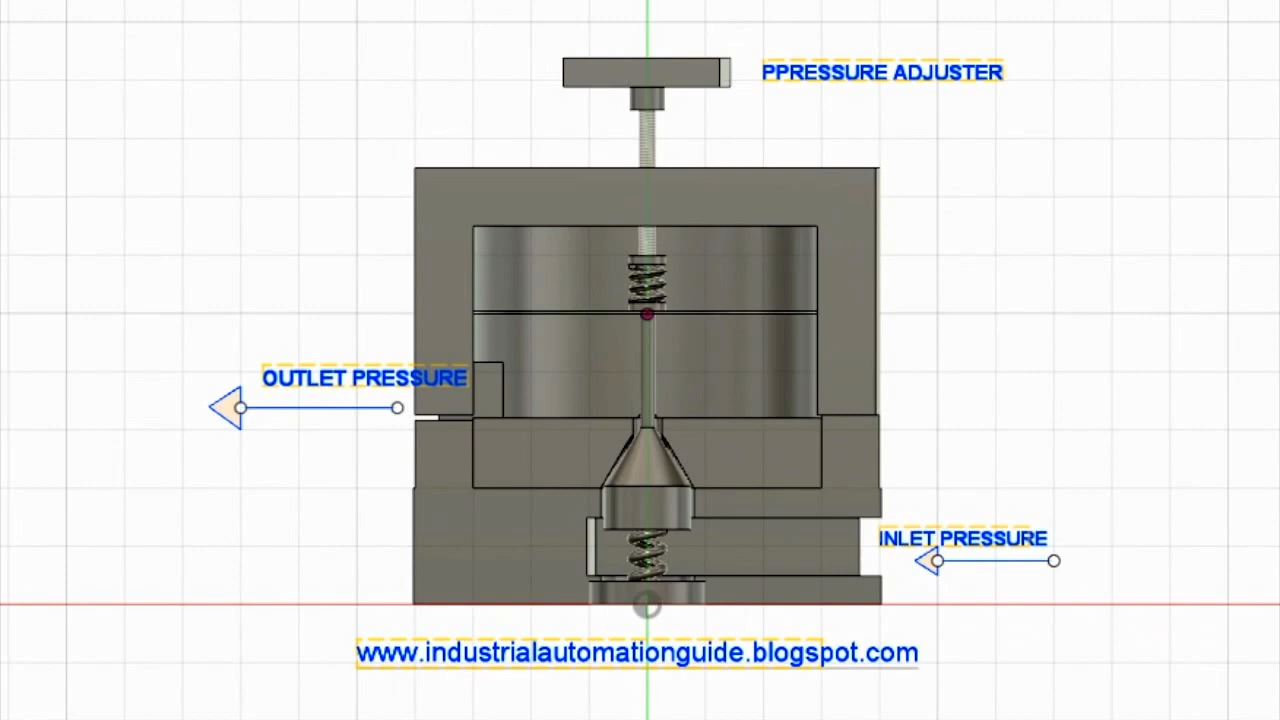 PPRESSURE ADJUSTER
OUTLET PRESSURE
INLET PRESSURE
www.industrialautomationguide.blogspot.com